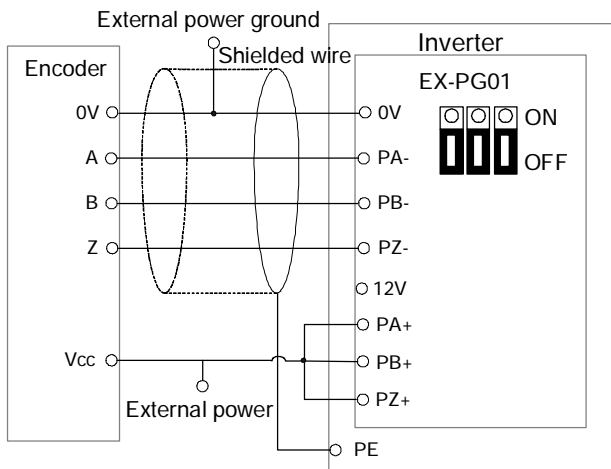 External power ground
Shielded wire
Inverter
Encoder
EX-PG01
0V
0V
ON
A
PA-
OFF
B
PB-
Z
PZ-
12V
PA+
Vcc
PB+
External power
PZ+
PE